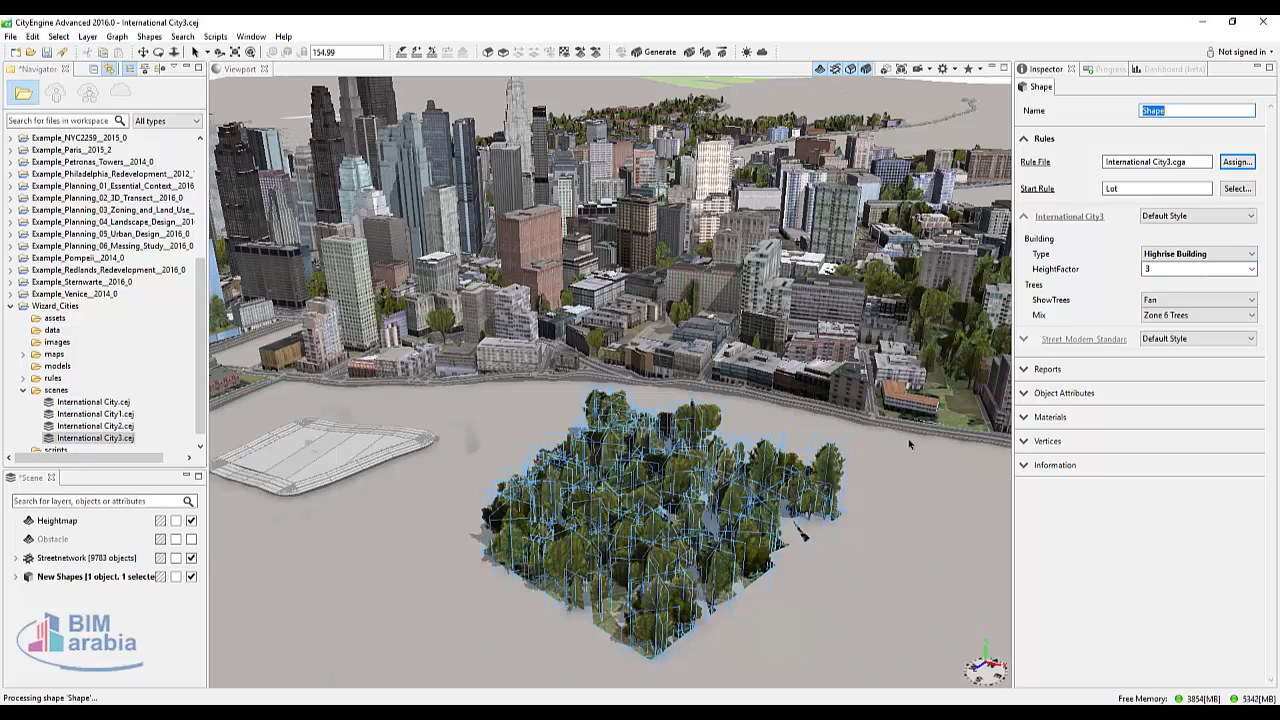 CityEngine Advanced 2016.0 - International City3.cej
File Edit Select Layer Graph Shapes Search Scripts Window Help
154.99 Generate Not signed in
*Navigator
Search for files in workspace All types
Example_NYC2259__2015_0
Example_Paris__2015_2
Example_Petronas_Towers__2014_0
Example_Philadelphia_Redevelopment__2012_
Example_Planning_01_Essential_Context__2016
Example_Planning_02_3D_Transect__2016_0
Example_Planning_03_Zoning_and_Land_Use_
Example_Planning_04_Landscape_Design__201
Example_Planning_05_Urban_Design__2016_0
Example_Planning_06_Massing_Study__2016_0
Example_Pompeii__2014_0
Example_Redlands_Redevelopment__2016_0
Example_Sternwarte__2016_0
Example_Venice__2014_0
Wizard_Cities
assets
data
images
maps
models
rules
scenes
International City.cej
International City1.cej
International City2.cej
International City3.cej
scripts
*Scene
Search for layers, objects or attributes
Heightmap
Obstacle
Streetnetwork [9783 objects]
New Shapes [1 object, 1 selecte
BIM
arabia
Viewport
Inspector Progress Dashboard (beta)
Shape
Name Shape
Rules
Rule File International City3.cga Assign...
Start Rule Lot Select...
International City3 Default Style
Building
Type Highrise Building
HeightFactor 3
Trees
ShowTrees Fan
Mix Zone 6 Trees
Street_Modern_Standard Default Style
Reports
Object Attributes
Materials
Vertices
Information
Processing shape 'Shape'...
Free Memory: 3854[MB] 5342[MB]